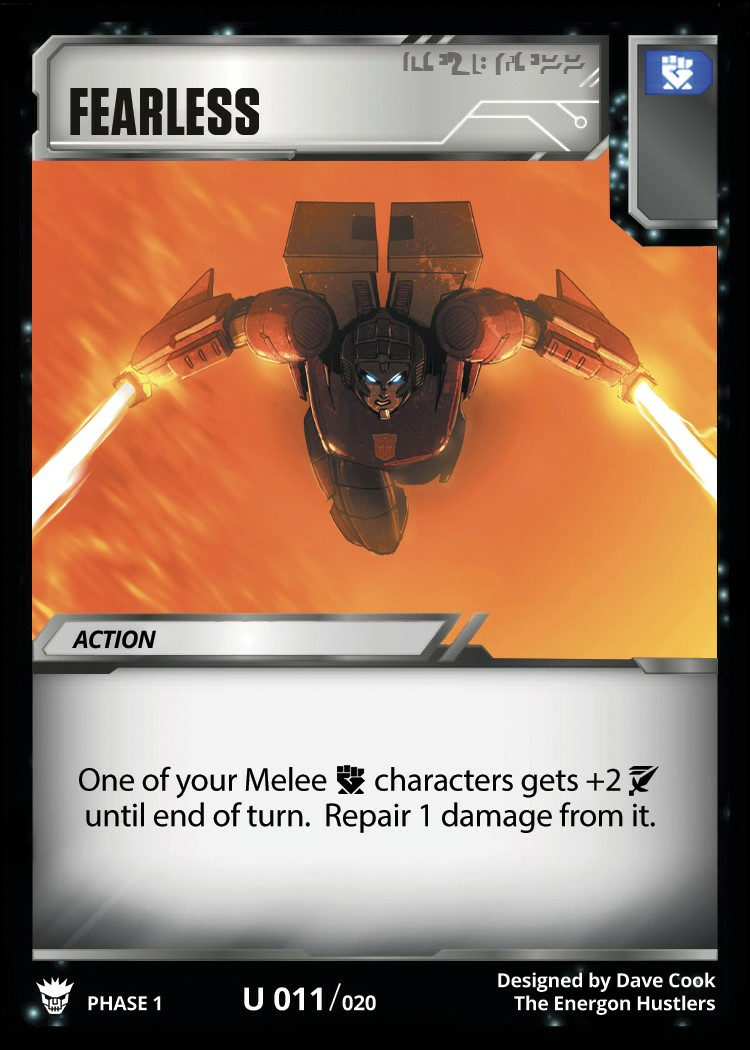 FEARLESS
ACTION
One of your Melee characters gets +2
until end of turn. Repair 1 damage from it.
PHASE 1
U 011/020
Designed by Dave Cook
The Energon Hustlers